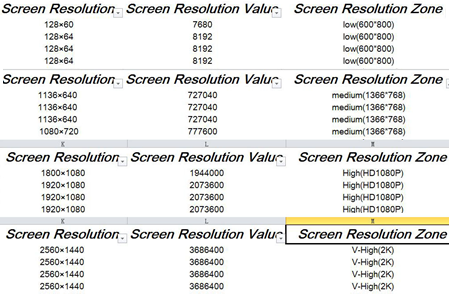 Screen Resolution Screen Resolution Value Screen Resolution Zone
128×60 7680 low(600*800)
128×64 8192 low(600*800)
128×64 8192 low(600*800)
128×64 8192 low(600*800)
Screen Resolution Screen Resolution Value Screen Resolution Zone
1136×640 727040 medium(1366*768)
1136×640 727040 medium(1366*768)
1136×640 727040 medium(1366*768)
1080×720 777600 medium(1366*768)
K L M
Screen Resolution Screen Resolution Value Screen Resolution Zone
1800×1080 1944000 High(HD1080P)
1920×1080 2073600 High(HD1080P)
1920×1080 2073600 High(HD1080P)
1920×1080 2073600 High(HD1080P)
K L M
Screen Resolution Screen Resolution Value Screen Resolution Zone
2560×1440 3686400 V-High(2K)
2560×1440 3686400 V-High(2K)
2560×1440 3686400 V-High(2K)
2560×1440 3686400 V-High(2K)